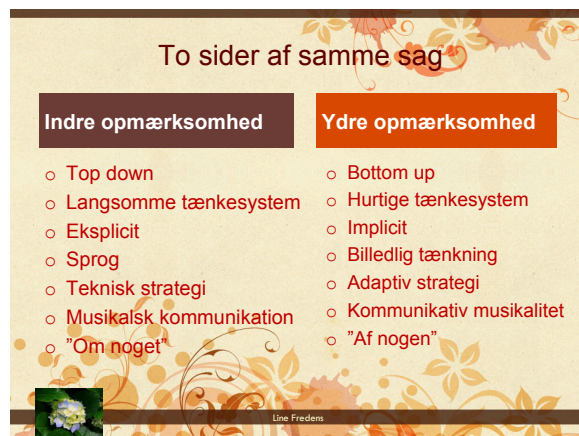 To sider af samme sag
Indre opmærksomhed
o Top down
o Langsomme tænkesystem
o Eksplicit
o Sprog
o Teknisk strategi
o Musikalsk kommunikation
o ”Om noget”
Ydre opmærksomhed
o Bottom up
o Hurtige tænkesystem
o Implicit
o Billedlig tænkning
o Adaptiv strategi
o Kommunikativ musikalitet
o ”Af nogen”
Line Fredens